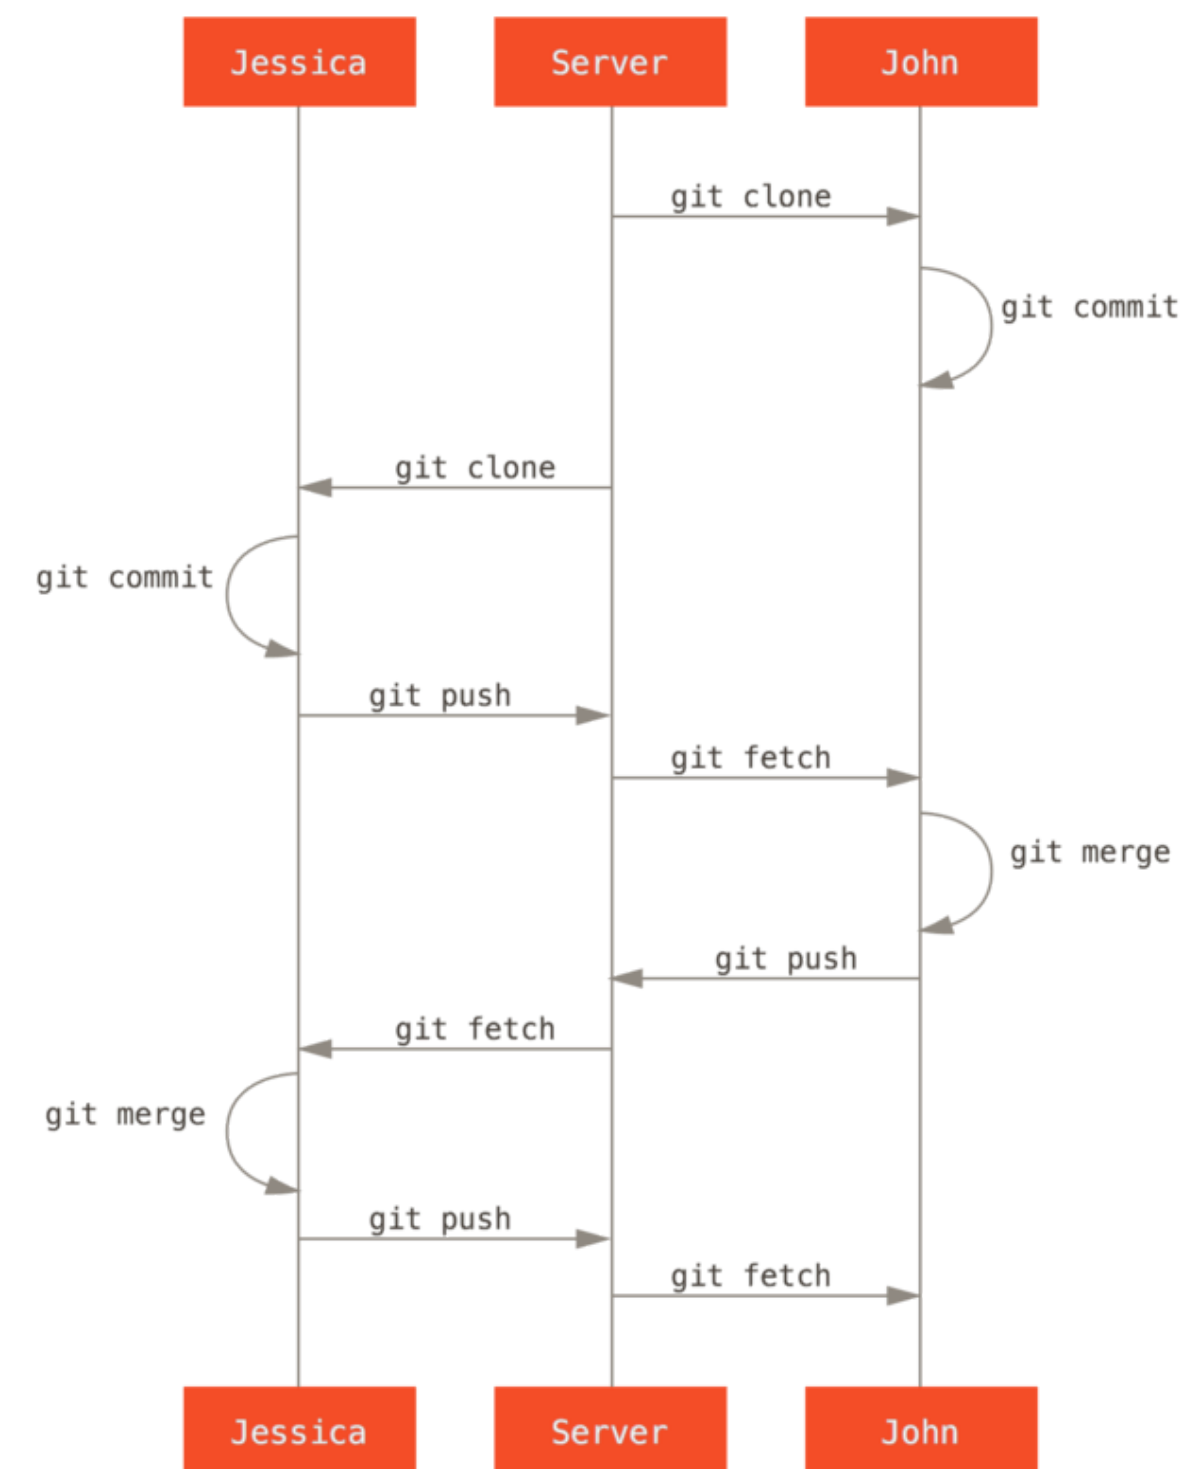 Jessica
Server
John
git clone
git commit
git clone
git commit
git push
git fetch
git merge
git push
git fetch
git merge
git push
git fetch
Jessica
Server
John